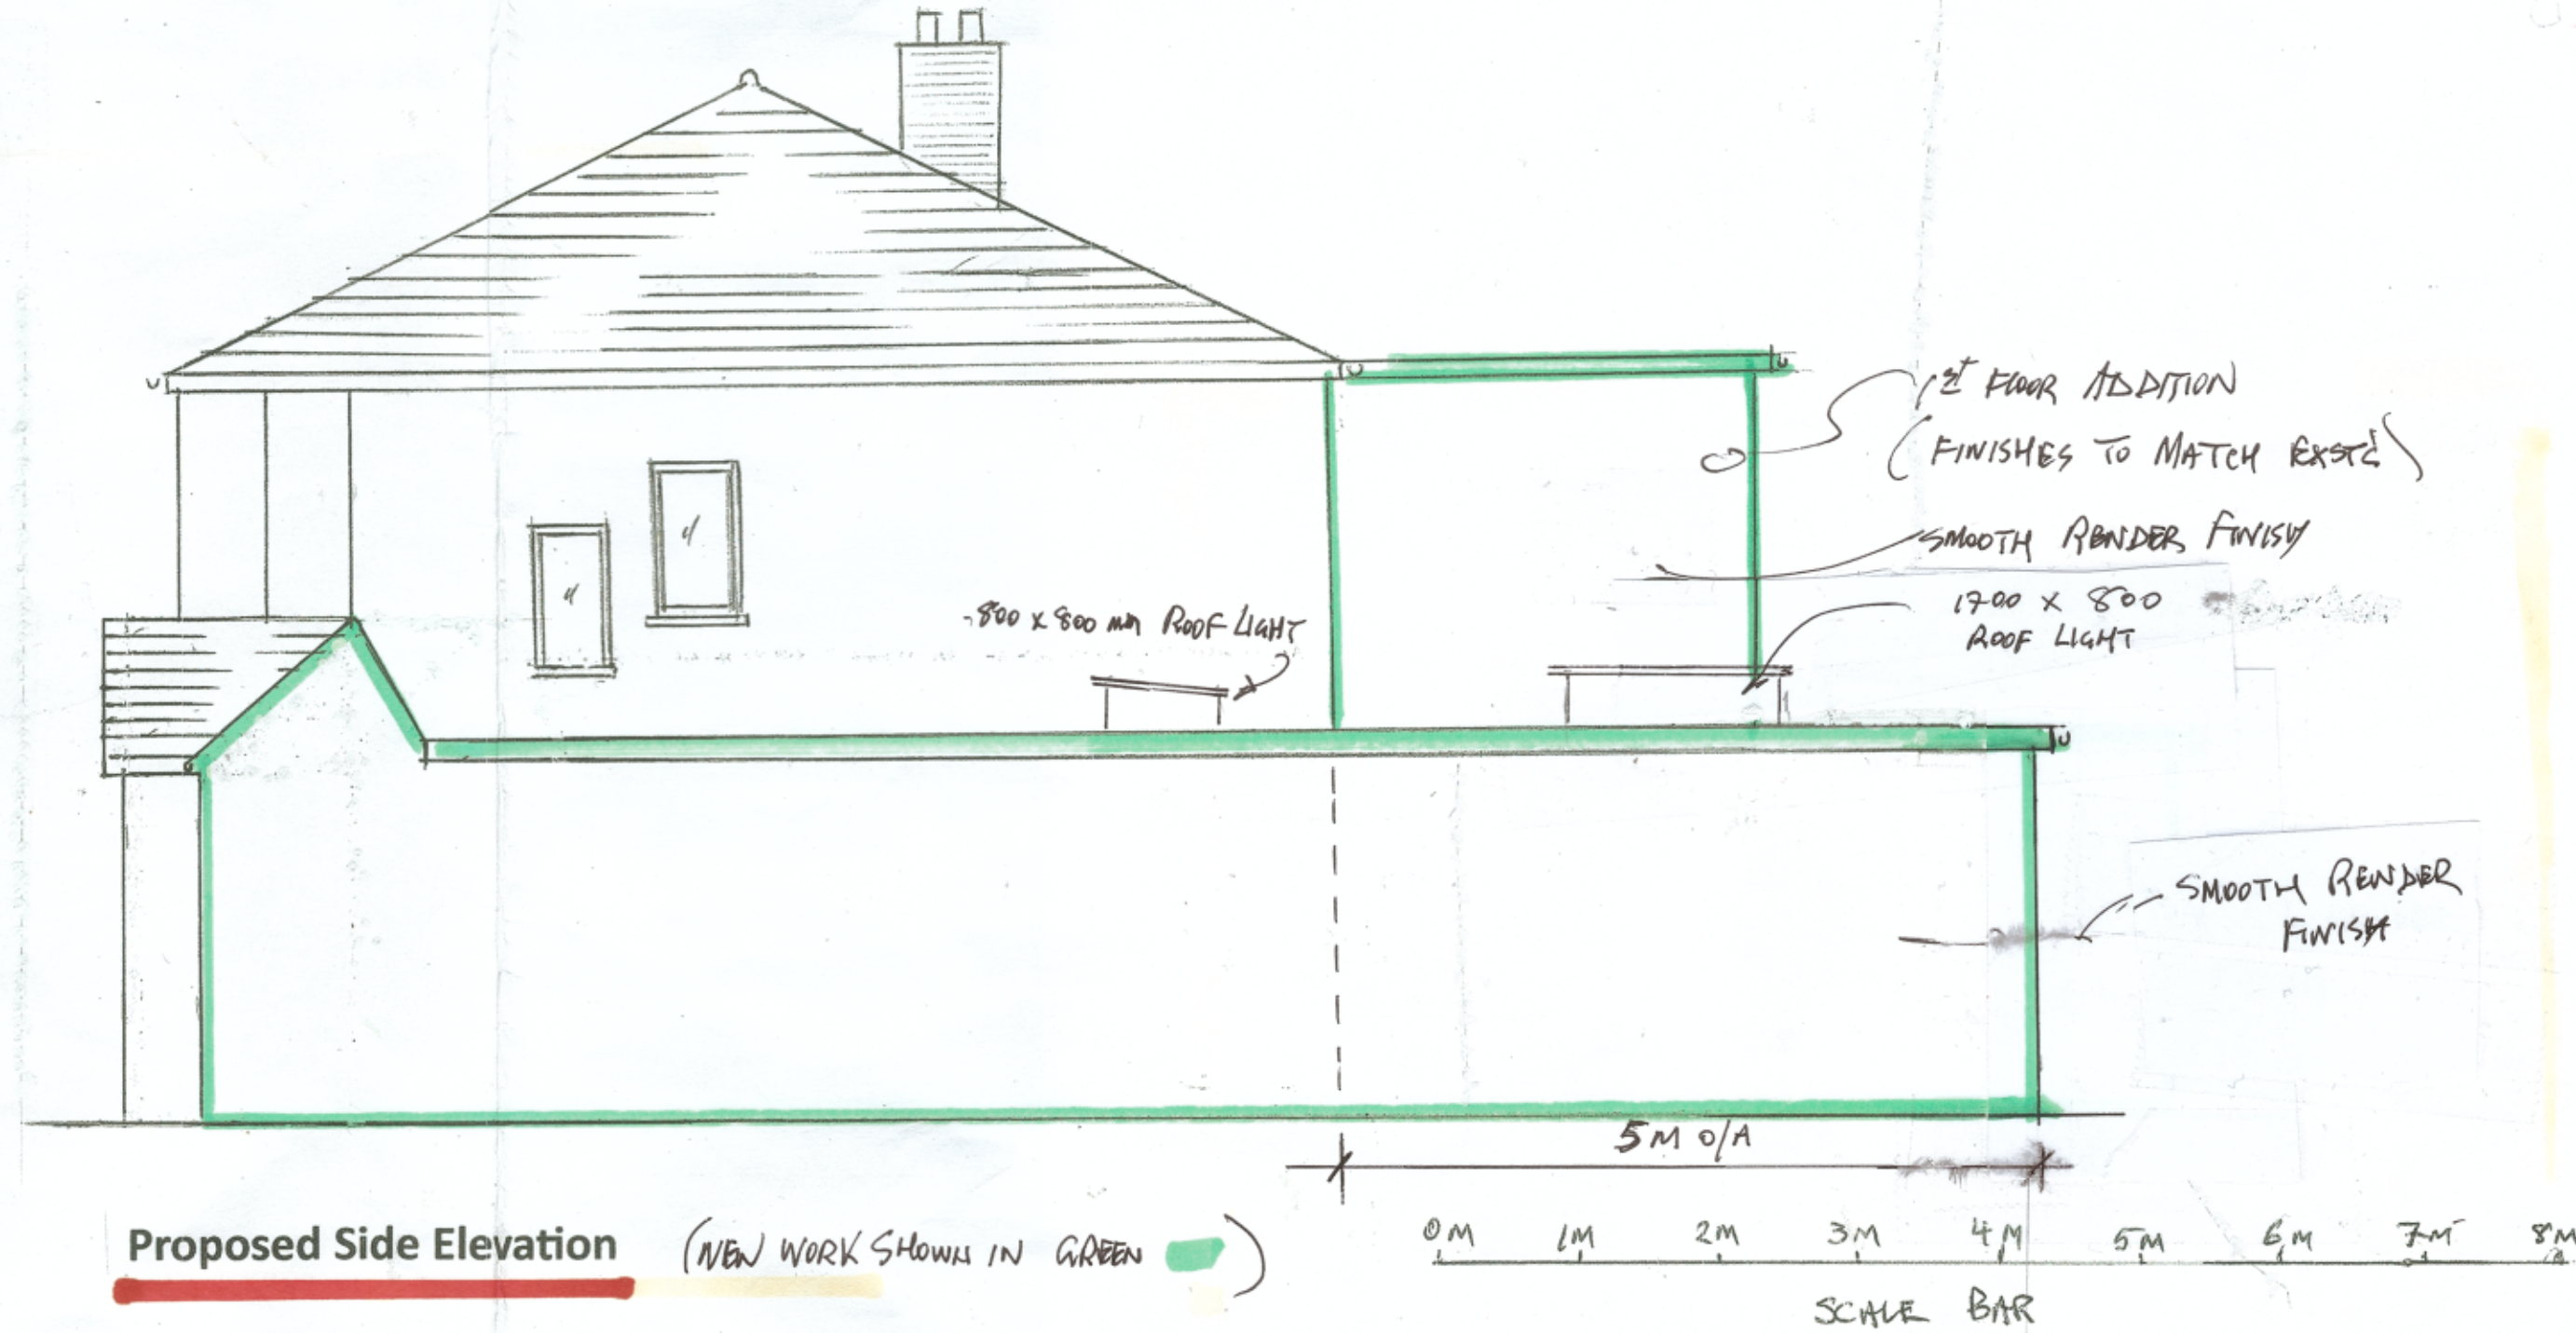 1st FLOOR ADDITION
(FINISHES TO MATCH EXST'G)
SMOOTH RENDER FINISH
1700 X 800
ROOF LIGHT
800 X 800 mm ROOF LIGHT
SMOOTH RENDER
FINISH
5M O/A
Proposed Side Elevation (NEW WORK SHOWN IN GREEN )
0M 1M 2M 3M 4M 5M 6M 7M 8M
SCALE BAR